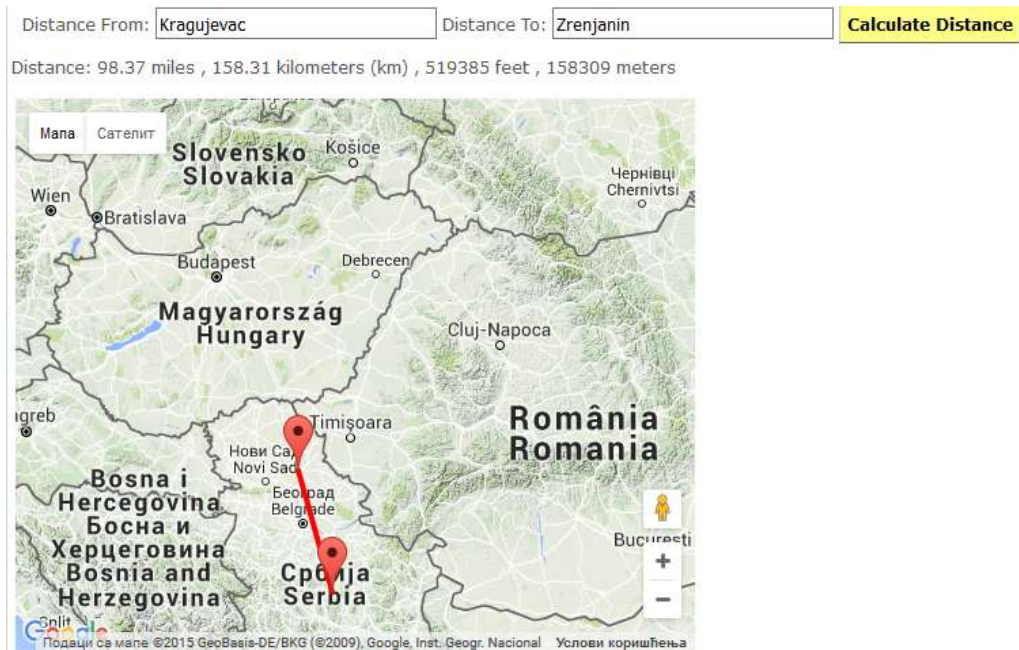 Distance From: Kragujevac Distance To: Zrenjanin Calculate Distance
Distance: 98.37 miles , 158.31 kilometers (km) , 519385 feet , 158309 meters
Мапа Сателит
Slovensko
Slovakia
Košice
Чернівці
Chernivtsi
Wien
Bratislava
Budapest
Debrecen
Magyarország
Hungary
Cluj-Napoca
România
Romania
Timișoara
Нови Сад
Novi Sad
Београд
Belgrade
Bosna i
Hercegovina
Босна и
Херцеговина
Bosnia and
Herzegovina
Србија
Serbia
București
+
−
Split
Google
Подаци са мапе ©2015 GeoBasis-DE/BKG (©2009), Google, Inst. Geogr. Nacional Услови коришћења